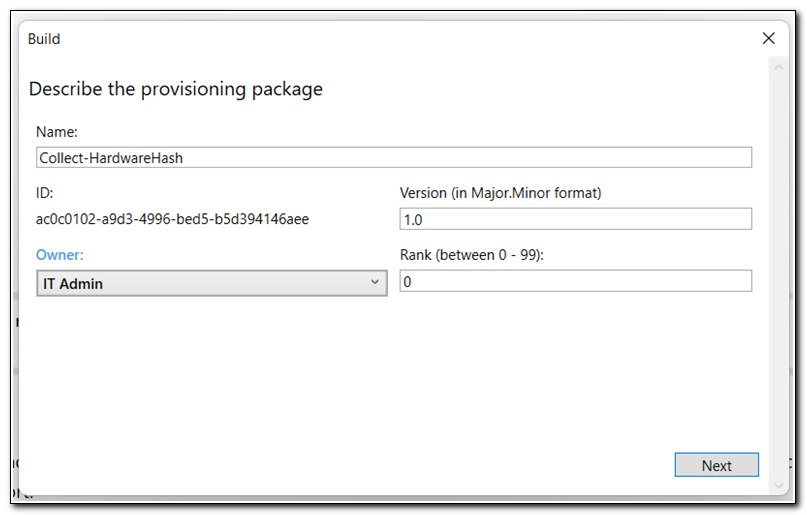 Build
Describe the provisioning package
Name:
Collect-HardwareHash
ID:
ac0c0102-a9d3-4996-bed5-b5d394146aee
Version (in Major.Minor format)
1.0
Owner:
IT Admin
Rank (between 0 - 99):
0
Next